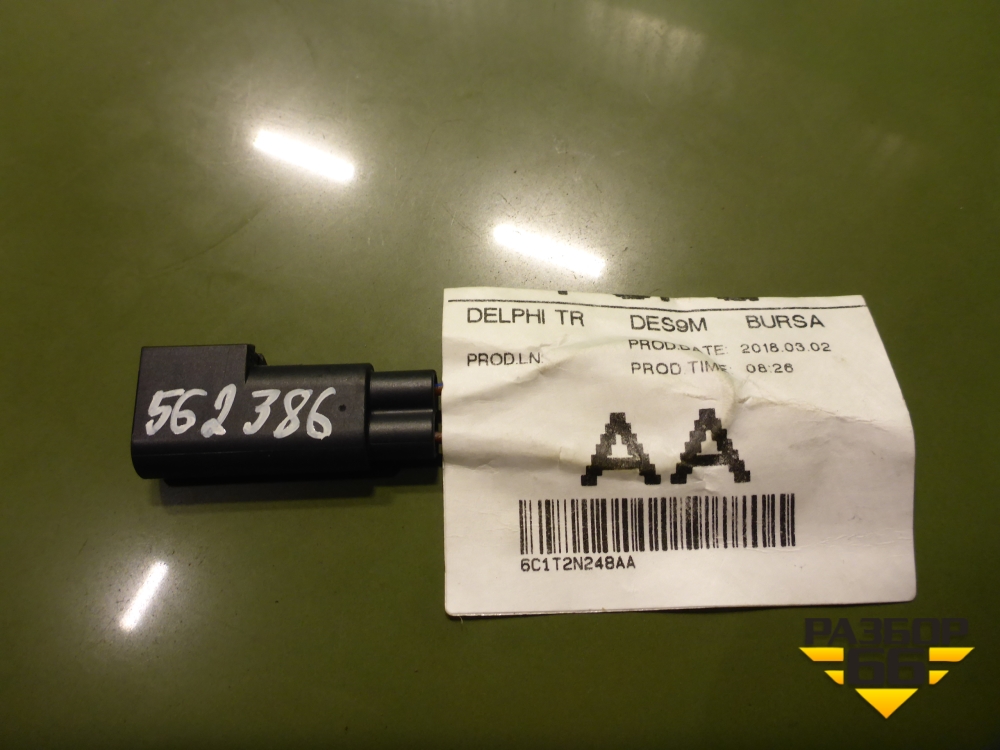 562386
DELPHI TR DES9M BURSA
PROD.LN: PROD.DATE: 2018.03.02
PROD TIME: 08:26
AA
6C1T2N248AA
РАЗБОР
66